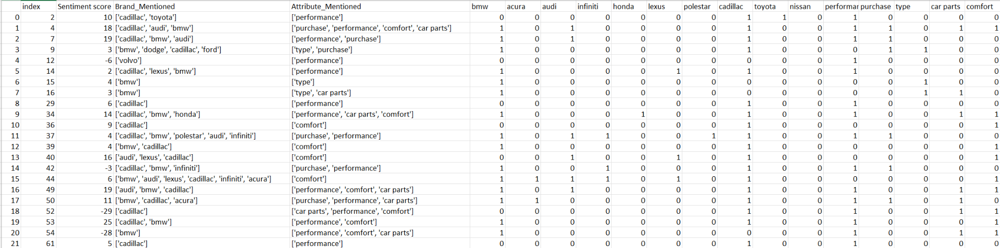 index Sentiment score Brand_Mentioned Attribute_Mentioned bmw acura audi infiniti honda lexus polestar cadillac toyota nissan performar purchase type car parts comfort
0 2 10 ['cadillac', 'toyota'] ['performance'] 0 0 0 0 0 0 0 1 1 0 1 0 0 0 0
1 4 18 ['cadillac', 'audi', 'bmw'] ['purchase', 'performance', 'comfort', 'car parts'] 1 0 1 0 0 0 0 1 0 0 1 1 0 1 1
2 7 19 ['cadillac', 'bmw', 'audi'] ['performance', 'purchase'] 1 0 1 0 0 0 0 1 0 0 1 1 0 0 0
3 9 3 ['bmw', 'dodge', 'cadillac', 'ford'] ['type', 'purchase'] 1 0 0 0 0 0 0 1 0 0 0 1 1 0 0
4 12 -6 ['volvo'] ['performance'] 0 0 0 0 0 0 0 0 0 0 1 0 0 0 0
5 14 2 ['cadillac', 'lexus', 'bmw'] ['performance'] 1 0 0 0 0 1 0 1 0 0 1 0 0 0 0
6 15 4 ['bmw'] ['type'] 1 0 0 0 0 0 0 0 0 0 0 0 1 0 0
7 16 3 ['bmw'] ['type', 'car parts'] 1 0 0 0 0 0 0 0 0 0 0 0 1 1 0
8 29 6 ['cadillac'] ['performance'] 0 0 0 0 0 0 0 1 0 0 1 0 0 0 0
9 34 14 ['cadillac', 'bmw', 'honda'] ['performance', 'car parts', 'comfort'] 1 0 0 0 1 0 0 1 0 0 1 0 0 1 1
10 36 9 ['cadillac'] ['comfort'] 0 0 0 0 0 0 0 1 0 0 0 0 0 0 1
11 37 4 ['cadillac', 'bmw', 'polestar', 'audi', 'infiniti'] ['purchase', 'performance'] 1 0 1 1 0 0 1 1 0 0 1 1 0 0 0
12 39 4 ['bmw', 'cadillac'] ['comfort'] 1 0 0 0 0 0 0 1 0 0 0 0 0 0 1
13 40 16 ['audi', 'lexus', 'cadillac'] ['comfort'] 0 0 1 0 0 1 0 1 0 0 0 0 0 0 1
14 42 -3 ['cadillac', 'bmw', 'infiniti'] ['purchase', 'performance'] 1 0 0 1 0 0 0 1 0 0 1 1 0 0 0
15 44 6 ['bmw', 'audi', 'lexus', 'cadillac', 'infiniti', 'acura'] ['comfort'] 1 1 1 1 0 1 0 1 0 0 0 0 0 0 1
16 49 19 ['audi', 'bmw', 'cadillac'] ['performance', 'comfort', 'car parts'] 1 0 1 0 0 0 0 1 0 0 1 0 0 1 1
17 50 11 ['bmw', 'cadillac', 'acura'] ['purchase', 'performance', 'car parts'] 1 1 0 0 0 0 0 1 0 0 1 1 0 1 0
18 52 -29 ['cadillac'] ['car parts', 'performance', 'comfort'] 0 0 0 0 0 0 0 1 0 0 1 0 0 1 1
19 53 25 ['cadillac', 'bmw'] ['performance', 'comfort'] 1 0 0 0 0 0 0 1 0 0 1 0 0 0 1
20 54 -28 ['bmw'] ['performance', 'comfort', 'car parts'] 1 0 0 0 0 0 0 0 0 0 1 0 0 1 1
21 61 5 ['cadillac'] ['performance'] 0 0 0 0 0 0 0 1 0 0 1 0 0 0 0